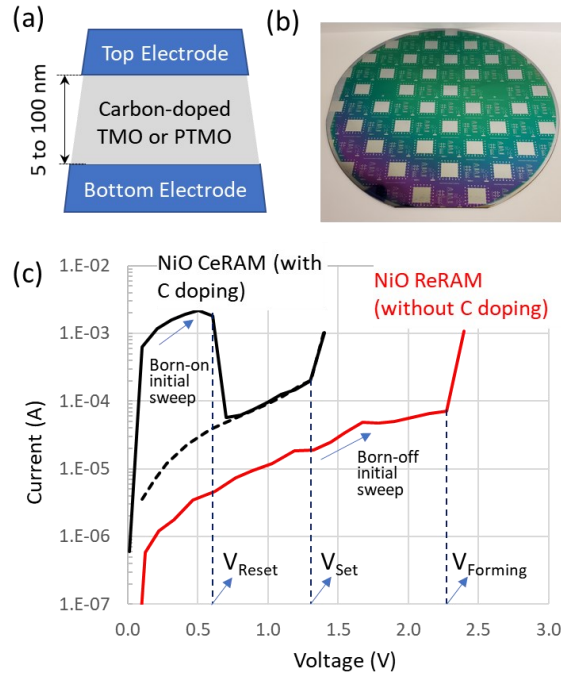 (a)
Top Electrode
5 to 100 nm
Carbon-doped
TMO or PTMO
Bottom Electrode
(b)
(c)
NiO CeRAM (with
C doping)
NiO ReRAM
(without C doping)
Born-on
initial
sweep
Born-off
initial
sweep
V_Reset
V_Set
V_Forming
Current (A)
1.E-02
1.E-03
1.E-04
1.E-05
1.E-06
1.E-07
0.0 0.5 1.0 1.5 2.0 2.5 3.0
Voltage (V)